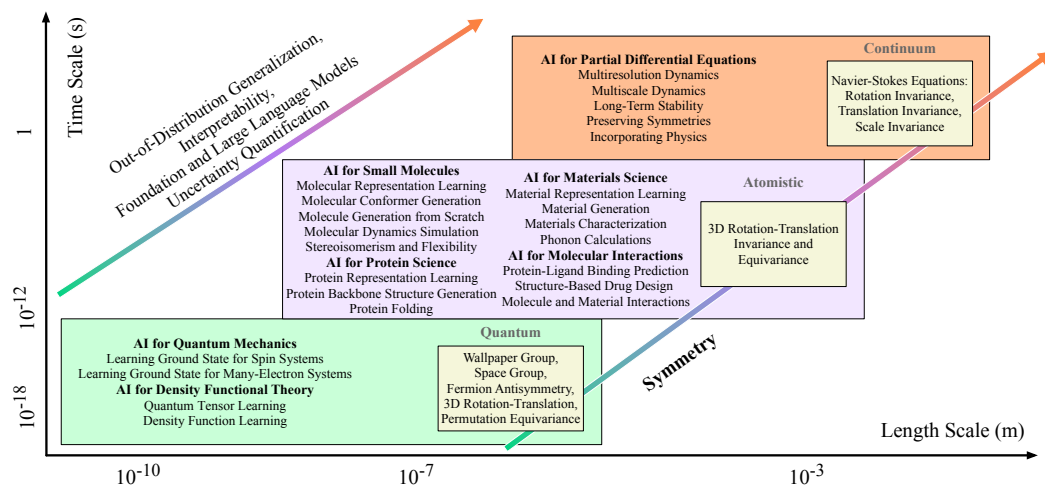 Time Scale (s)
1
10-12
10-18
Out-of-Distribution Generalization,
Interpretability,
Foundation and Large Language Models
Uncertainty Quantification
Continuum
AI for Partial Differential Equations
Multiresolution Dynamics
Multiscale Dynamics
Long-Term Stability
Preserving Symmetries
Incorporating Physics
Navier-Stokes Equations:
Rotation Invariance,
Translation Invariance,
Scale Invariance
Atomistic
AI for Small Molecules
Molecular Representation Learning
Molecular Conformer Generation
Molecule Generation from Scratch
Molecular Dynamics Simulation
Stereoisomerism and Flexibility
AI for Protein Science
Protein Representation Learning
Protein Backbone Structure Generation
Protein Folding
AI for Materials Science
Material Representation Learning
Material Generation
Materials Characterization
Phonon Calculations
AI for Molecular Interactions
Protein-Ligand Binding Prediction
Structure-Based Drug Design
Molecule and Material Interactions
3D Rotation-Translation
Invariance and
Equivariance
Quantum
AI for Quantum Mechanics
Learning Ground State for Spin Systems
Learning Ground State for Many-Electron Systems
AI for Density Functional Theory
Quantum Tensor Learning
Density Function Learning
Wallpaper Group,
Space Group,
Fermion Antisymmetry,
3D Rotation-Translation,
Permutation Equivariance
Symmetry
Length Scale (m)
10-10
10-7
10-3